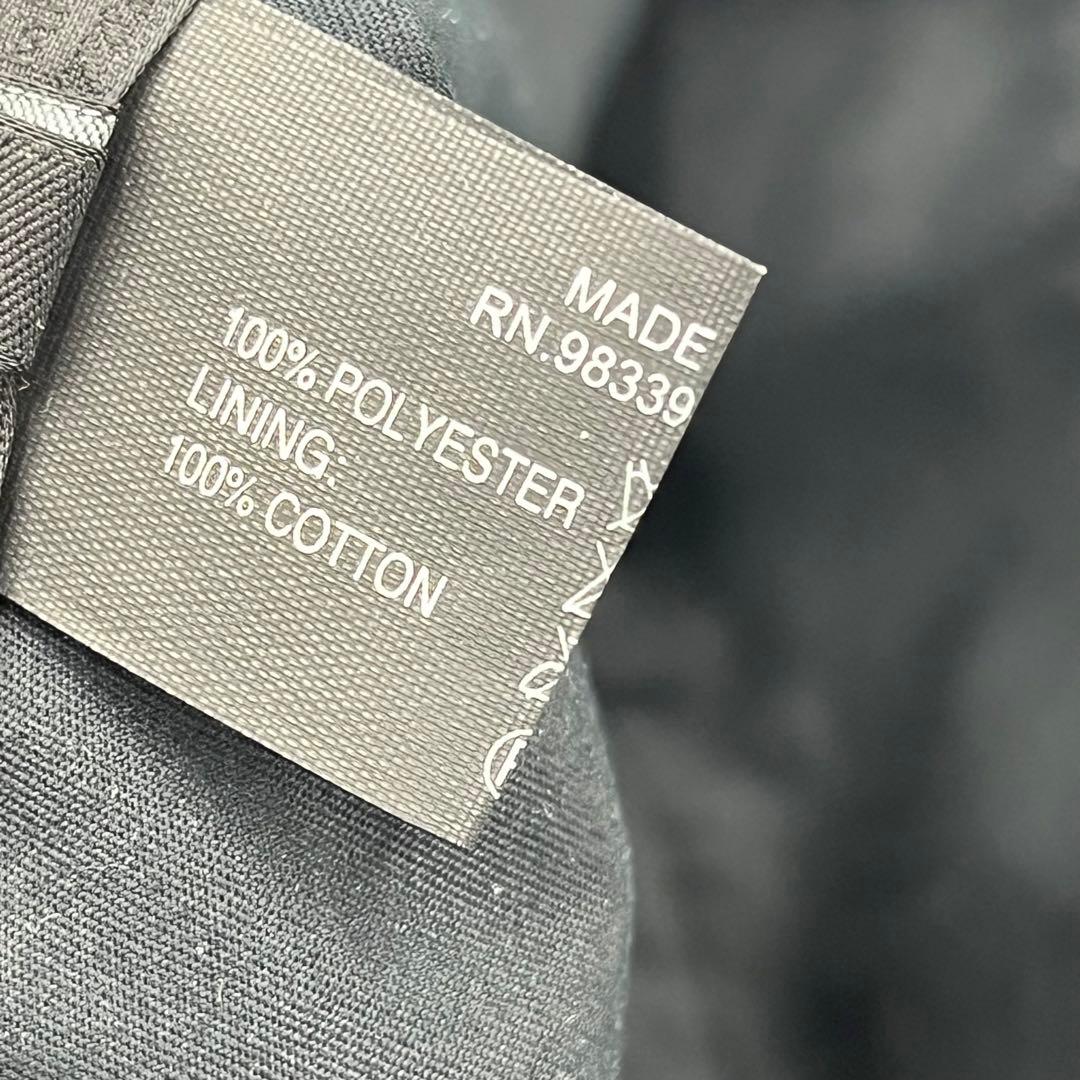 MADE
RN.98339
100% POLYESTER
LINING:
100% COTTON